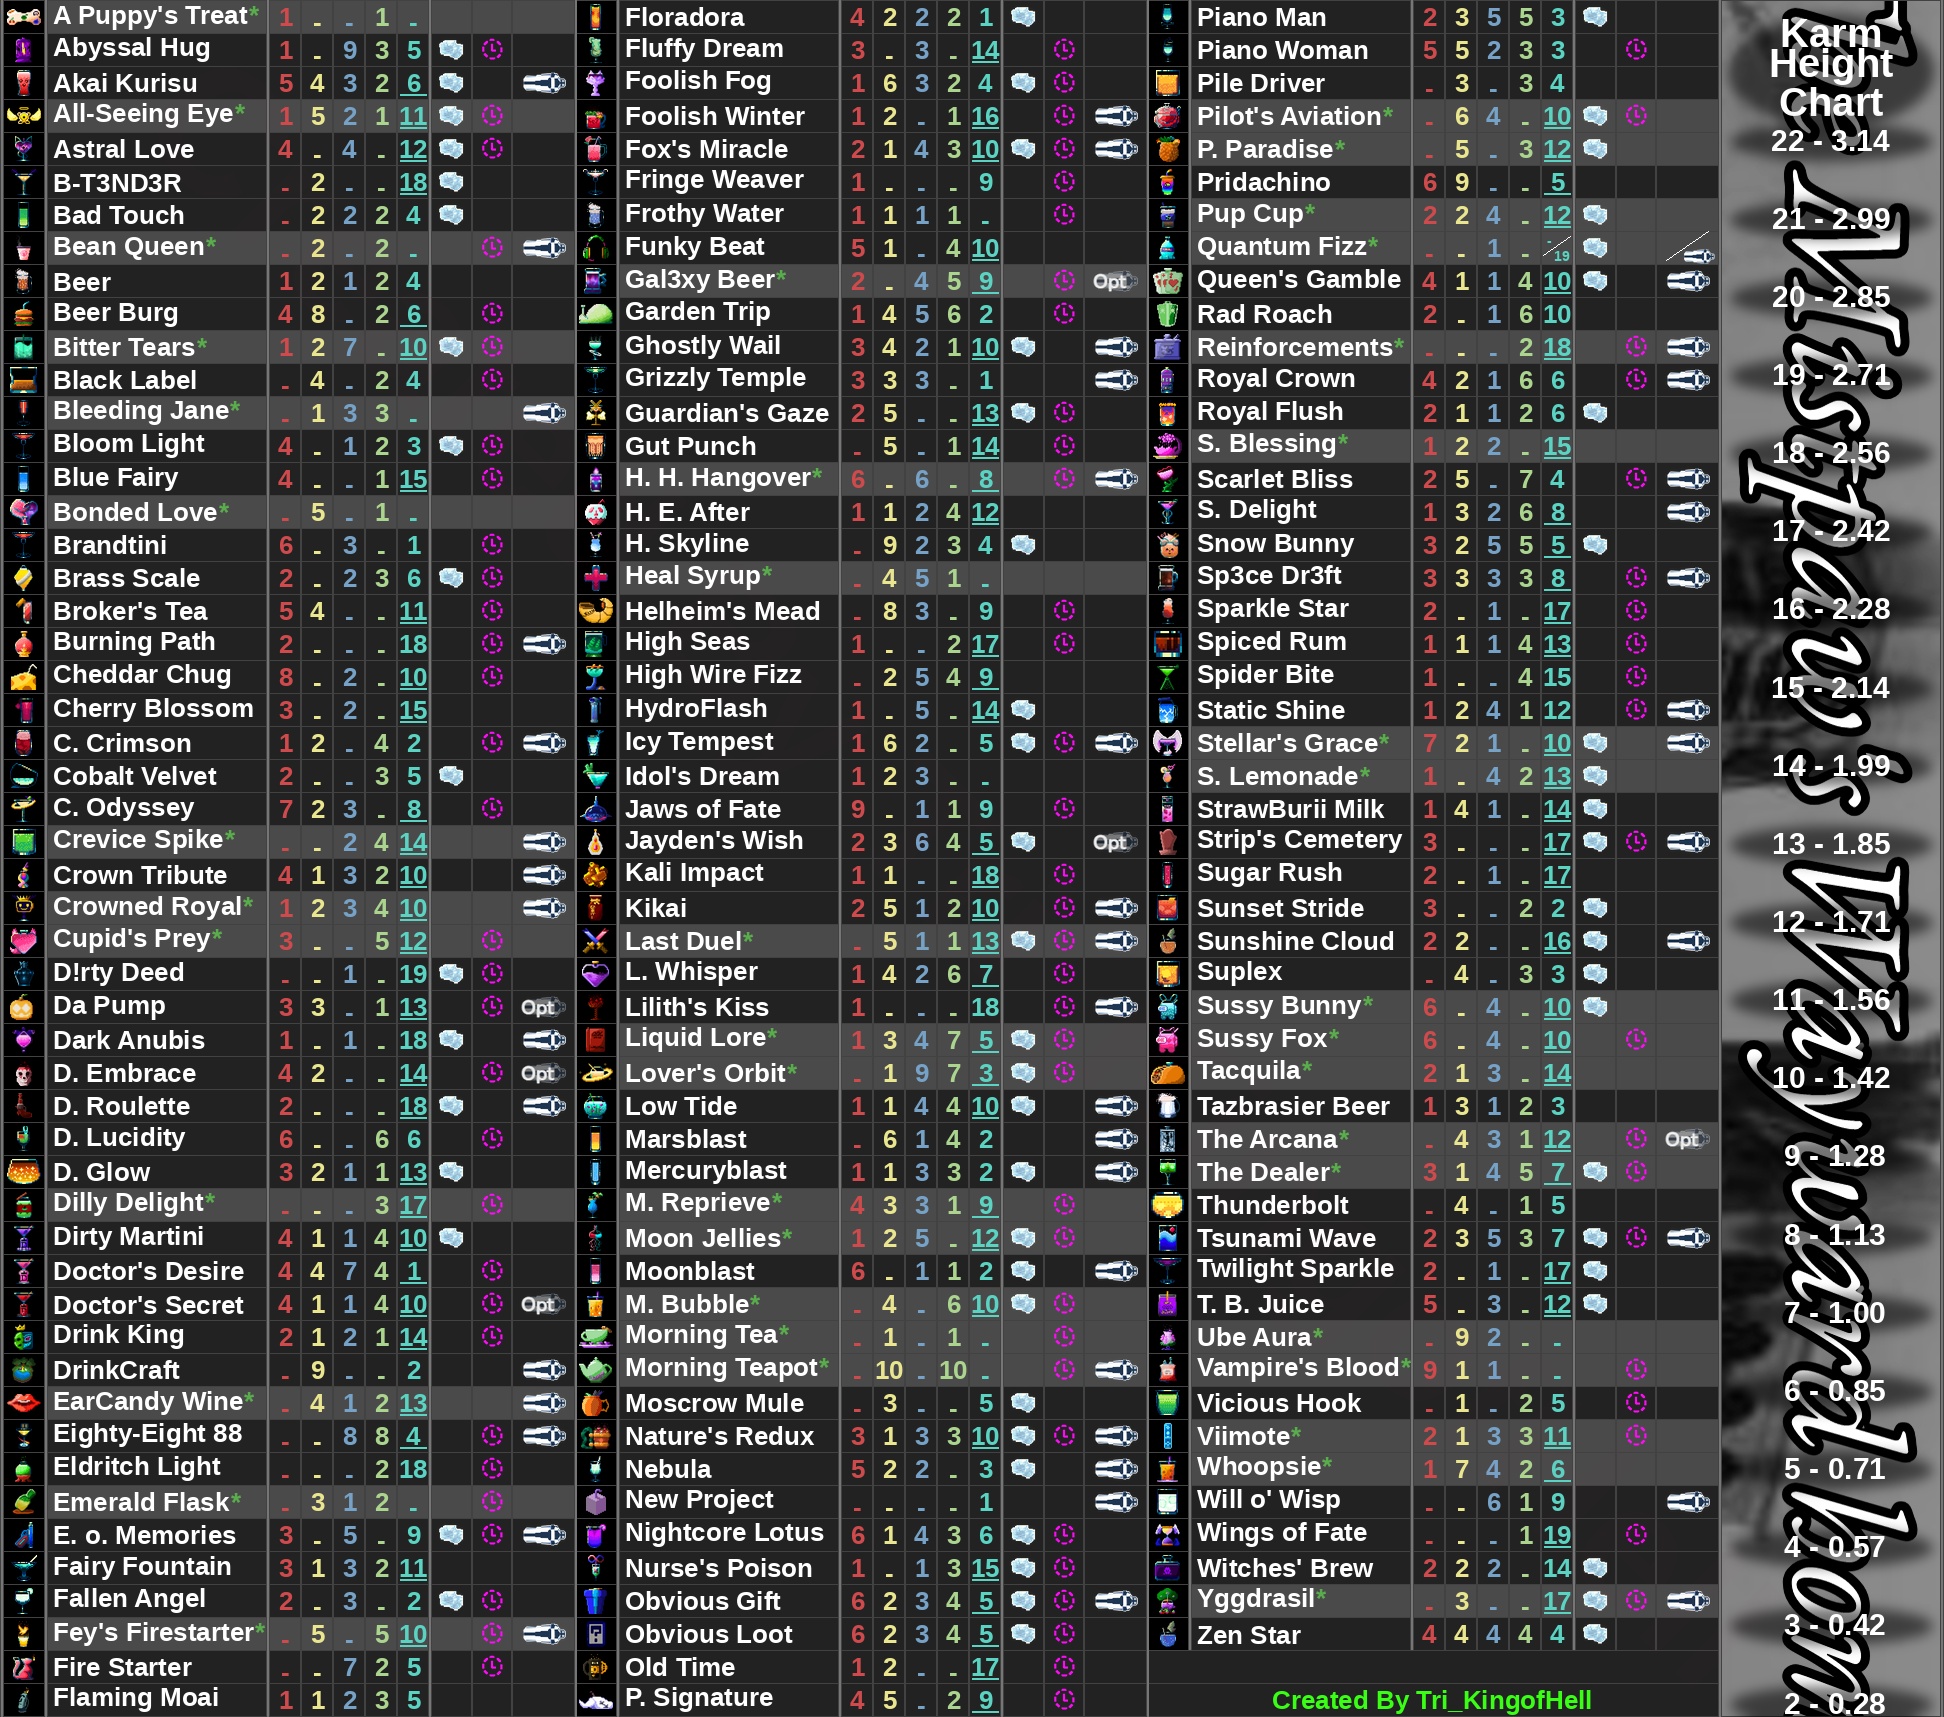 A Puppy's Treat* 1 - - 1 -
Abyssal Hug 1 - 9 3 5
Akai Kurisu 5 4 3 2 6
All-Seeing Eye* 1 5 2 1 11
Astral Love 4 - 4 - 12
B-T3ND3R - 2 - - 18
Bad Touch - 2 2 2 4
Bean Queen* - 2 - 2 -
Beer 1 2 1 2 4
Beer Burg 4 8 - 2 6
Bitter Tears* 1 2 7 - 10
Black Label - 4 - 2 4
Bleeding Jane* - 1 3 3 -
Bloom Light 4 - 1 2 3
Blue Fairy 4 - - 1 15
Bonded Love* - 5 - 1 -
Brandtini 6 - 3 - 1
Brass Scale 2 - 2 3 6
Broker's Tea 5 4 - - 11
Burning Path 2 - - - 18
Cheddar Chug 8 - 2 - 10
Cherry Blossom 3 - 2 - 15
C. Crimson 1 2 - 4 2
Cobalt Velvet 2 - - 3 5
C. Odyssey 7 2 3 - 8
Crevice Spike* - - 2 4 14
Crown Tribute 4 1 3 2 10
Crowned Royal* 1 2 3 4 10
Cupid's Prey* 3 - - 5 12
D!rty Deed - - 1 - 19
Da Pump 3 3 - 1 13 Opt
Dark Anubis 1 - 1 - 18
D. Embrace 4 2 - - 14 Opt
D. Roulette 2 - - - 18
D. Lucidity 6 - - 6 6
D. Glow 3 2 1 1 13
Dilly Delight* - - - 3 17
Dirty Martini 4 1 1 4 10
Doctor's Desire 4 4 7 4 1
Doctor's Secret 4 1 1 4 10 Opt
Drink King 2 1 2 1 14
DrinkCraft - 9 - - 2
EarCandy Wine* - 4 1 2 13
Eighty-Eight 88 - - 8 8 4
Eldritch Light - - - 2 18
Emerald Flask* - 3 1 2 -
E. o. Memories 3 - 5 - 9
Fairy Fountain 3 1 3 2 11
Fallen Angel 2 - 3 - 2
Fey's Firestarter* - 5 - 5 10
Fire Starter - - 7 2 5
Flaming Moai 1 1 2 3 5
Floradora 4 2 2 2 1
Fluffy Dream 3 - 3 - 14
Foolish Fog 1 6 3 2 4
Foolish Winter 1 2 - 1 16
Fox's Miracle 2 1 4 3 10
Fringe Weaver 1 - - - 9
Frothy Water 1 1 1 1 -
Funky Beat 5 1 - 4 10
Gal3xy Beer* 2 - 4 5 9 Opt
Garden Trip 1 4 5 6 2
Ghostly Wail 3 4 2 1 10
Grizzly Temple 3 3 3 - 1
Guardian's Gaze 2 5 - - 13
Gut Punch - 5 - 1 14
H. H. Hangover* 6 - 6 - 8
H. E. After 1 1 2 4 12
H. Skyline - 9 2 3 4
Heal Syrup* - 4 5 1 -
Helheim's Mead - 8 3 - 9
High Seas 1 - - 2 17
High Wire Fizz - 2 5 4 9
HydroFlash 1 - 5 - 14
Icy Tempest 1 6 2 - 5
Idol's Dream 1 2 3 - -
Jaws of Fate 9 - 1 1 9
Jayden's Wish 2 3 6 4 5 Opt
Kali Impact 1 1 - - 18
Kikai 2 5 1 2 10
Last Duel* - 5 1 1 13
L. Whisper 1 4 2 6 7
Lilith's Kiss 1 - - - 18
Liquid Lore* 1 3 4 7 5
Lover's Orbit* - 1 9 7 3
Low Tide 1 1 4 4 10
Marsblast - 6 1 4 2
Mercuryblast 1 1 3 3 2
M. Reprieve* 4 3 3 1 9
Moon Jellies* 1 2 5 - 12
Moonblast 6 - 1 1 2
M. Bubble* - 4 - 6 10
Morning Tea* - 1 - 1 -
Morning Teapot* - 10 - 10 -
Moscrow Mule - 3 - - 5
Nature's Redux 3 1 3 3 10
Nebula 5 2 2 - 3
New Project - - - - 1
Nightcore Lotus 6 1 4 3 6
Nurse's Poison 1 - 1 3 15
Obvious Gift 6 2 3 4 5
Obvious Loot 6 2 3 4 5
Old Time 1 2 - - 17
P. Signature 4 5 - 2 9
Piano Man 2 3 5 5 3
Piano Woman 5 5 2 3 3
Pile Driver - 3 - 3 4
Pilot's Aviation* - 6 4 - 10
P. Paradise* - 5 - 3 12
Pridachino 6 9 - - 5
Pup Cup* 2 2 4 - 12
Quantum Fizz* - - 1 - -/19
Queen's Gamble 4 1 1 4 10
Rad Roach 2 - 1 6 10
Reinforcements* - - - 2 18
Royal Crown 4 2 1 6 6
Royal Flush 2 1 1 2 6
S. Blessing* 1 2 2 - 15
Scarlet Bliss 2 5 - 7 4
S. Delight 1 3 2 6 8
Snow Bunny 3 2 5 5 5
Sp3ce Dr3ft 3 3 3 3 8
Sparkle Star 2 - 1 - 17
Spiced Rum 1 1 1 4 13
Spider Bite 1 - - 4 15
Static Shine 1 2 4 1 12
Stellar's Grace* 7 2 1 - 10
S. Lemonade* 1 - 4 2 13
StrawBurii Milk 1 4 1 - 14
Strip's Cemetery 3 - - - 17
Sugar Rush 2 - 1 - 17
Sunset Stride 3 - - 2 2
Sunshine Cloud 2 2 - - 16
Suplex - 4 - 3 3
Sussy Bunny* 6 - 4 - 10
Sussy Fox* 6 - 4 - 10
Tacquila* 2 1 3 - 14
Tazbrasier Beer 1 3 1 2 3
The Arcana* - 4 3 1 12 Opt
The Dealer* 3 1 4 5 7
Thunderbolt - 4 - 1 5
Tsunami Wave 2 3 5 3 7
Twilight Sparkle 2 - 1 - 17
T. B. Juice 5 - 3 - 12
Ube Aura* - 9 2 - -
Vampire's Blood* 9 1 1 - -
Vicious Hook - 1 - 2 5
Viimote* 2 1 3 3 11
Whoopsie* 1 7 4 2 6
Will o' Wisp - - 6 1 9
Wings of Fate - - - 1 19
Witches' Brew 2 2 2 - 14
Yggdrasil* - 3 - - 17
Zen Star 4 4 4 4 4
Created By Tri_KingofHell
Karm
Height
Chart
22 - 3.14
21 - 2.99
20 - 2.85
19 - 2.71
18 - 2.56
17 - 2.42
16 - 2.28
15 - 2.14
14 - 1.99
13 - 1.85
12 - 1.71
11 - 1.56
10 - 1.42
9 - 1.28
8 - 1.13
7 - 1.00
6 - 0.85
5 - 0.71
4 - 0.57
3 - 0.42
2 - 0.28
The Mistpaw's Wayward Room